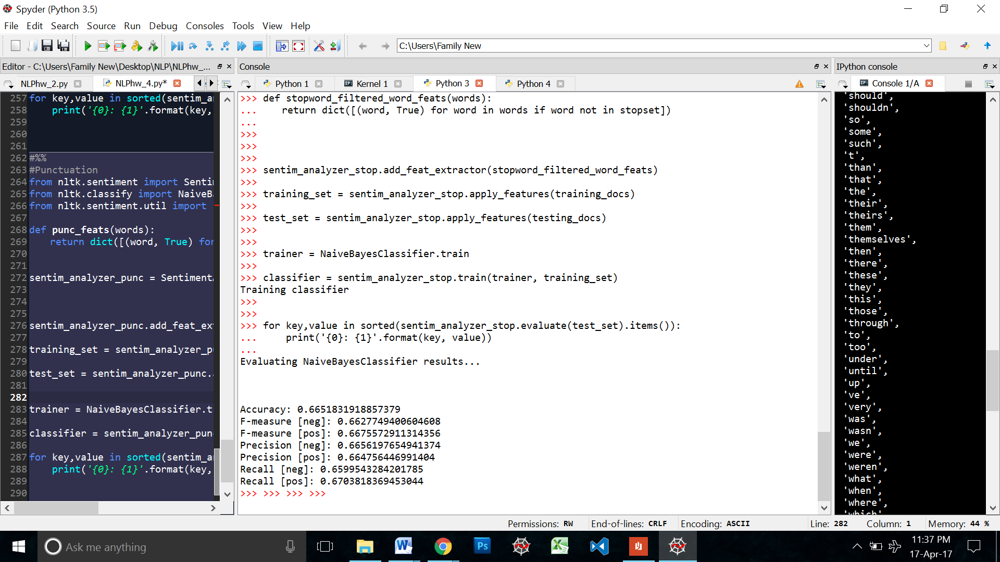 Spyder (Python 3.5)
File Edit Search Source Run Debug Consoles Tools View Help
C:\Users\Family New
Editor - C:\Users\Family New\Desktop\NLP\NLPhw_...
NLPhw_2.py NLPhw_4.py*
257 for key,value in sorted(sentim_a
258 print('{0}: {1}'.format(key,
259
260
261
262 #%%
263 #Punctuation
264 from nltk.sentiment import Senti
265 from nltk.classify import NaiveB
266 from nltk.sentiment.util import
267
268 def punc_feats(words):
269 return dict([(word, True) for
270
271
272 sentim_analyzer_punc = Sentiment
273
274
275
276 sentim_analyzer_punc.add_feat_ex
277
278 training_set = sentim_analyzer_p
279
280 test_set = sentim_analyzer_punc.
281
282
283 trainer = NaiveBayesClassifier.t
284
285 classifier = sentim_analyzer_pun
286
287 for key,value in sorted(sentim_a
288 print('{0}: {1}'.format(key,
289
290
Console
Python 1 IP: Kernel 1 Python 3 Python 4
>>> def stopword_filtered_word_feats(words):
... return dict([(word, True) for word in words if word not in stopset])
...
>>>
>>>
>>>
>>> sentim_analyzer_stop.add_feat_extractor(stopword_filtered_word_feats)
>>>
>>> training_set = sentim_analyzer_stop.apply_features(training_docs)
>>>
>>> test_set = sentim_analyzer_stop.apply_features(testing_docs)
>>>
>>>
>>> trainer = NaiveBayesClassifier.train
>>>
>>> classifier = sentim_analyzer_stop.train(trainer, training_set)
Training classifier
>>>
>>>
>>> for key,value in sorted(sentim_analyzer_stop.evaluate(test_set).items()):
... print('{0}: {1}'.format(key, value))
...
Evaluating NaiveBayesClassifier results...
Accuracy: 0.6651831918857379
F-measure [neg]: 0.6627749400604608
F-measure [pos]: 0.6675572911314356
Precision [neg]: 0.6656197654941374
Precision [pos]: 0.664756446991404
Recall [neg]: 0.6599543284201785
Recall [pos]: 0.6703818369453044
>>> >>> >>> >>>
IPython console
IP: Console 1/A
'should',
'shouldn',
'so',
'some',
'such',
't',
'than',
'that',
'the',
'their',
'theirs',
'them',
'themselves',
'then',
'there',
'these',
'they',
'this',
'those',
'through',
'to',
'too',
'under',
'until',
'up',
've',
'very',
'was',
'wasn',
'we',
'were',
'weren',
'what',
'when',
'where',
'which'
Permissions: RW End-of-lines: CRLF Encoding: ASCII Line: 282 Column: 1 Memory: 44 %
Ask me anything
W
Ps
X
11:37 PM
17-Apr-17